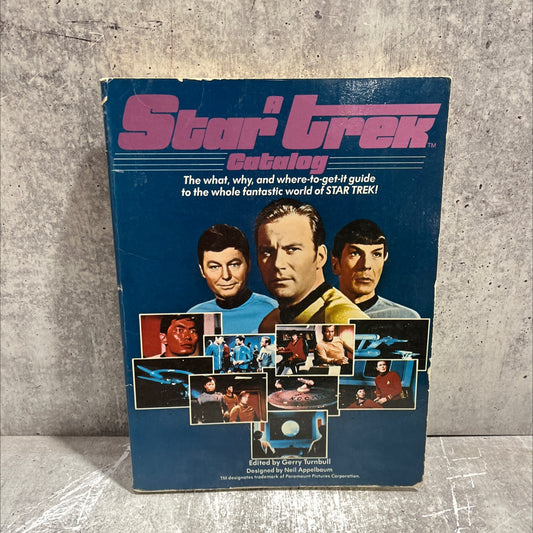 A
Star Trek
TM
Catalog
The what, why, and where-to-get-it guide
to the whole fantastic world of STAR TREK!
Edited by Gerry Turnbull
Designed by Neil Appelbaum
TM designates trademark of Paramount Pictures Corporation.